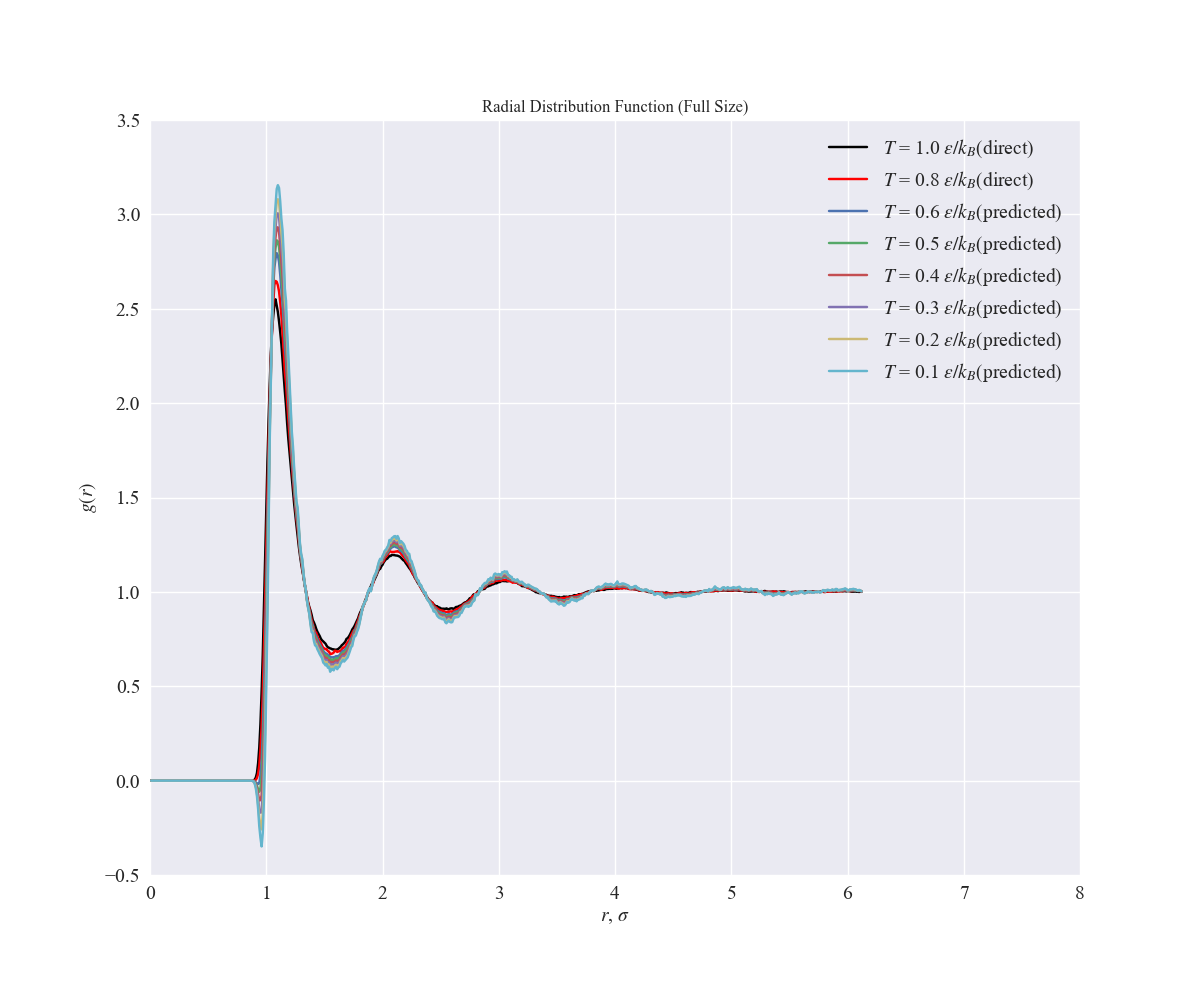 Radial Distribution Function (Full Size)
3.5
3.0
2.5
2.0
1.5
1.0
0.5
0.0
−0.5
g(r)
T = 1.0 ε/k_B(direct)
T = 0.8 ε/k_B(direct)
T = 0.6 ε/k_B(predicted)
T = 0.5 ε/k_B(predicted)
T = 0.4 ε/k_B(predicted)
T = 0.3 ε/k_B(predicted)
T = 0.2 ε/k_B(predicted)
T = 0.1 ε/k_B(predicted)
0 1 2 3 4 5 6 7 8
r, σ